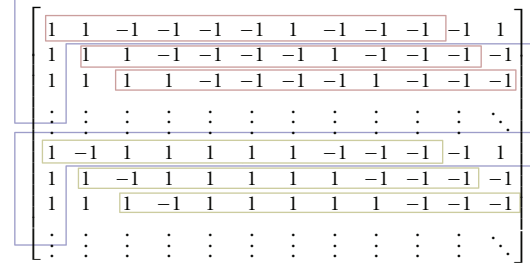 1 1 −1 −1 −1 −1 1 −1 −1 −1 −1 1
1 1 1 −1 −1 −1 −1 1 −1 −1 −1 −1
1 1 1 1 −1 −1 −1 −1 1 −1 −1 −1
⋮ ⋮ ⋮ ⋮ ⋮ ⋮ ⋮ ⋮ ⋮ ⋮ ⋮ ⋱
1 −1 1 1 1 1 1 −1 −1 −1 −1 1
1 1 −1 1 1 1 1 1 −1 −1 −1 −1
1 1 1 −1 1 1 1 1 1 −1 −1 −1
⋮ ⋮ ⋮ ⋮ ⋮ ⋮ ⋮ ⋮ ⋮ ⋮ ⋮ ⋱